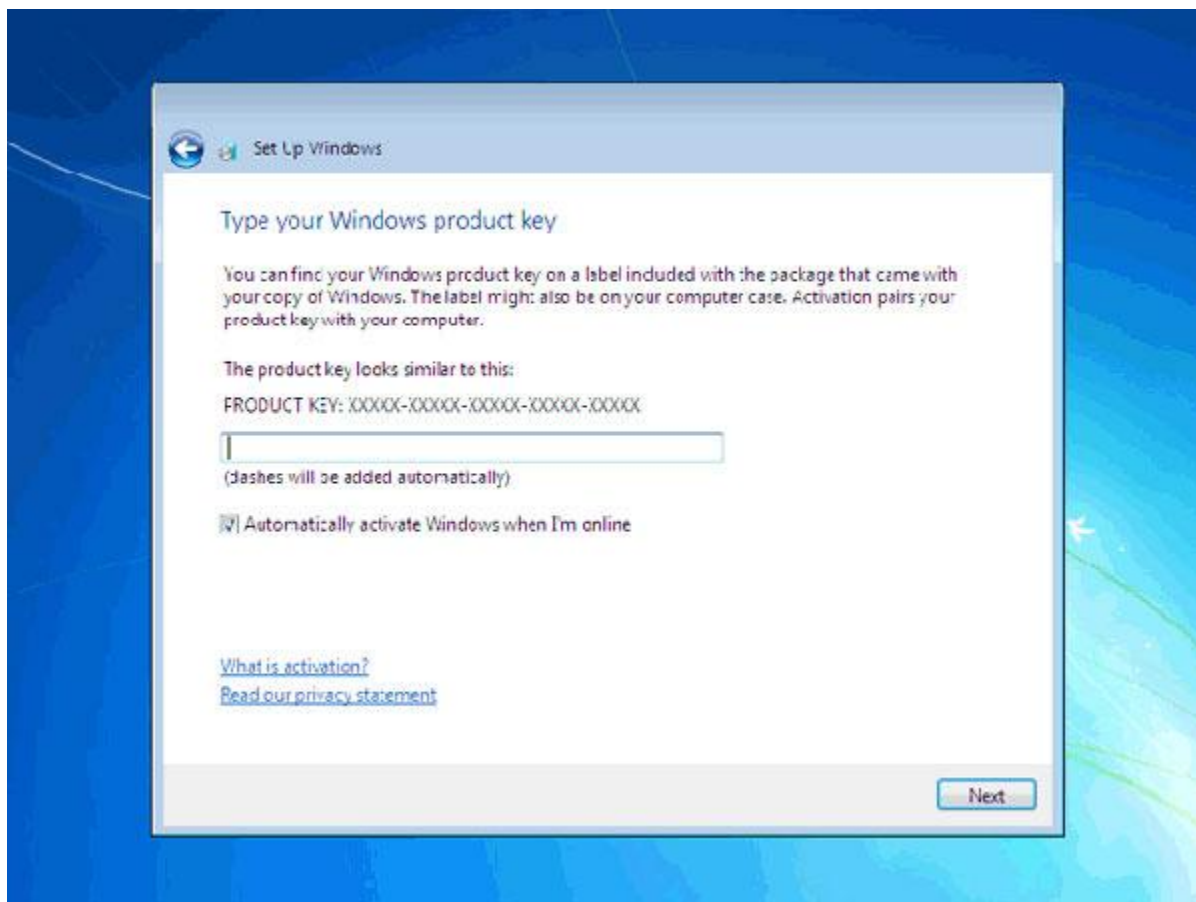 Set Up Windows
Type your Windows product key
You can find your Windows product key on a label included with the package that came with
your copy of Windows. The label might also be on your computer case. Activation pairs your
product key with your computer.
The product key looks similar to this:
PRODUCT KEY: XXXXX-XXXXX-XXXXX-XXXXX-XXXXX
(dashes will be added automatically)
Automatically activate Windows when I'm online
What is activation?
Read our privacy statement
Next